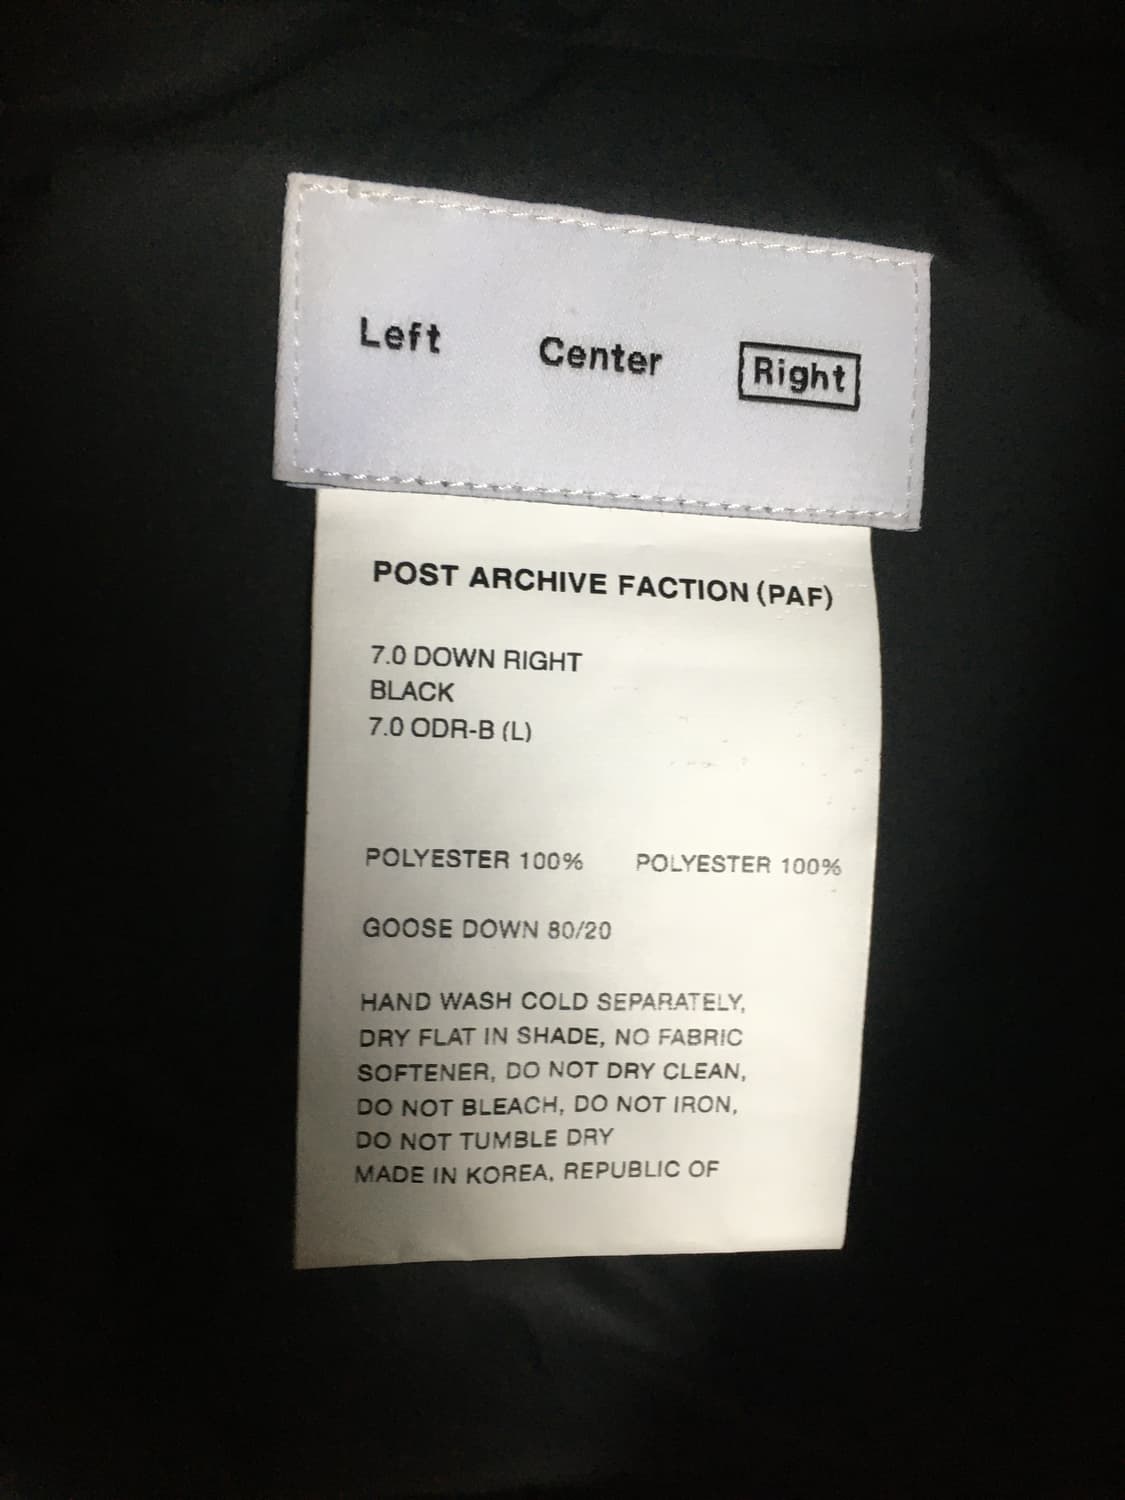 Left Center Right
POST ARCHIVE FACTION (PAF)
7.0 DOWN RIGHT
BLACK
7.0 ODR-B (L)
POLYESTER 100% POLYESTER 100%
GOOSE DOWN 80/20
HAND WASH COLD SEPARATELY,
DRY FLAT IN SHADE, NO FABRIC
SOFTENER, DO NOT DRY CLEAN,
DO NOT BLEACH, DO NOT IRON,
DO NOT TUMBLE DRY
MADE IN KOREA, REPUBLIC OF